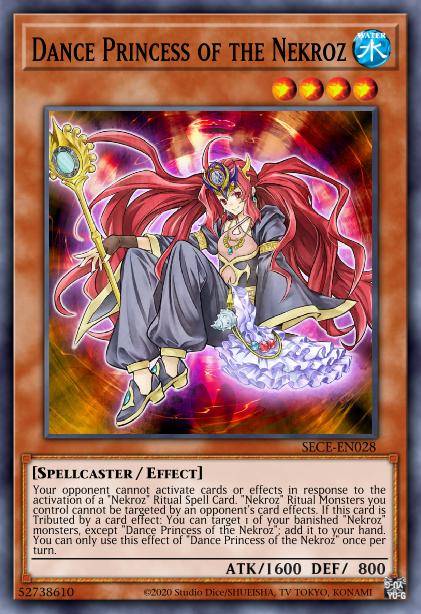 Dance Princess of the Nekroz
WATER
水
SECE-EN028
[Spellcaster / Effect]
Your opponent cannot activate cards or effects in response to the
activation of a "Nekroz" Ritual Spell Card. "Nekroz" Ritual Monsters you
control cannot be targeted by an opponent's card effects. If this card is
Tributed by a card effect: You can target 1 of your banished "Nekroz"
monsters, except "Dance Princess of the Nekroz"; add it to your hand.
You can only use this effect of "Dance Princess of the Nekroz" once per
turn.
ATK/1600 DEF/ 800
52738610
©2020 Studio Dice/SHUEISHA, TV TOKYO, KONAMI